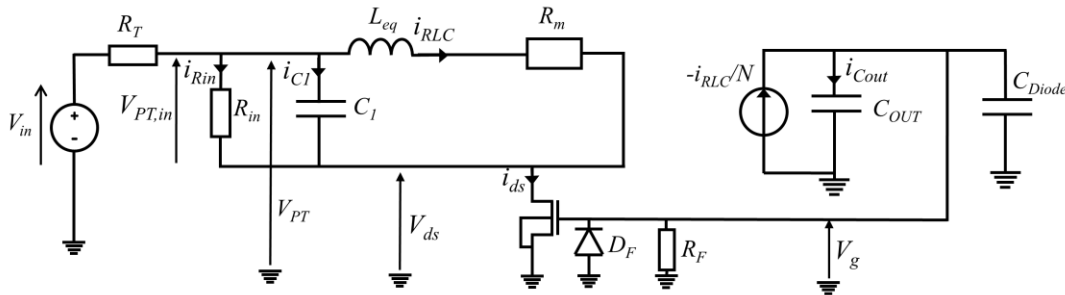 R_T
L_eq
i_RLC
R_m
i_Rin
i_C1
V_in
+
-
V_PT,in
R_in
C_1
-i_RLC/N
i_Cout
C_OUT
C_Diode
V_PT
V_ds
i_ds
D_F
R_F
V_g